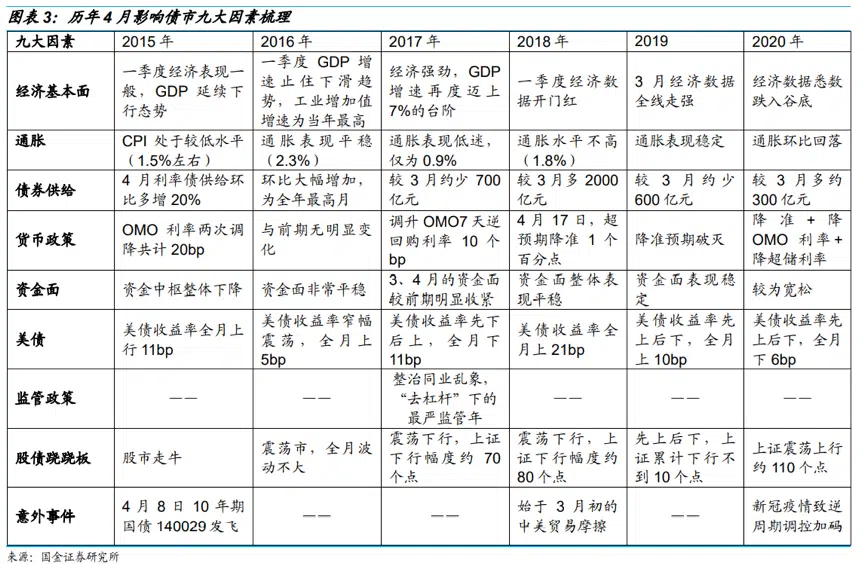 图表 3：历年 4 月影响债市九大因素梳理
九大因素 2015 年 2016 年 2017 年 2018 年 2019 2020 年
经济基本面
一季度经济表现一
般，GDP 延续下
行态势
一季度 GDP 增
速止住下滑趋
势，工业增加值
增速为当年最高
经济强劲，GDP
增速再度迈上
7%的台阶
一季度经济数
据开门红
3 月经济数据
全线走强
经济数据悉数
跌入谷底
通胀
CPI 处于较低水平
（1.5%左右）
通胀表现平稳
（2.3%）
通胀表现低迷，
仅为 0.9%
通胀水平不高
（1.8%）
通胀表现稳定
通胀环比回落
债券供给
4 月利率债供给环
比多增 20%
环比大幅增加，
为全年最高月
较 3 月约少 700
亿元
较 3 月多 2000
亿元
较 3 月约少
600 亿元
较 3 月多约
300 亿元
货币政策
OMO 利率两次调
降共计 20bp
与前期无明显变
化
调升 OMO7 天逆
回购利率 10 个
bp
4 月 17 日，超
预期降准 1 个
百分点
降准预期破灭
降准 + 降
OMO 利率+
降超储利率
资金面
资金中枢整体下降
资金面非常平稳
3、4 月的资金面
较前期明显收紧
资金面整体表
现平稳
资金面表现稳
定
较为宽松
美债
美债收益率全月上
行 11bp
美债收益率窄幅
震荡，全月上
5bp
美债收益率先下
后上，全月下
11bp
美债收益率全
月上 21bp
美债收益率先
上后下，全月
上 10bp
美债收益率先
上后下，全月
下 6bp
监管政策
——
——
整治同业乱象，
“去杠杆”下的
最严监管年
——
——
——
股债跷跷板
股市走牛
震荡市，全月波
动不大
震荡下行，上证
下行幅度约 70
个点
震荡下行，上
证下行幅度约
80 个点
先上后下，上
证累计下行不
到 10 个点
上证震荡上行
约 110 个点
意外事件
4 月 8 日 10 年期
国债 140029 发飞
——
——
始于 3 月初的
中美贸易摩擦
——
新冠疫情致逆
周期调控加码
来源：国金证券研究所